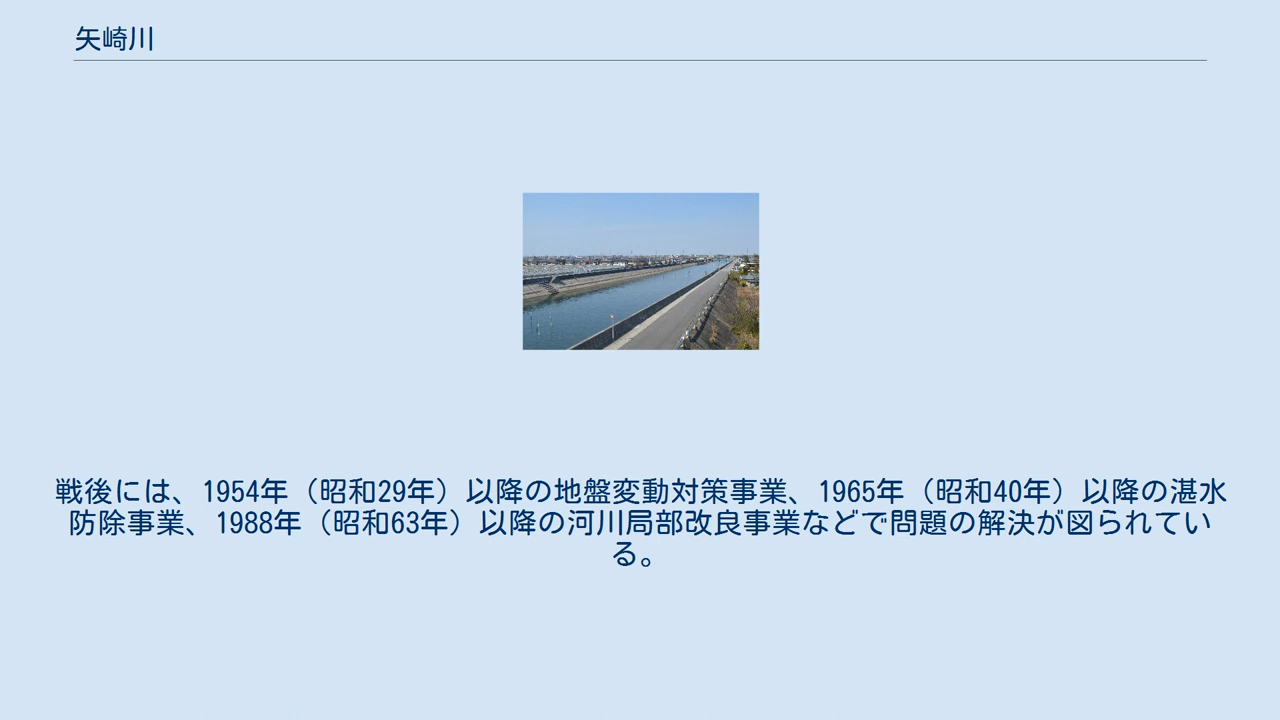 矢崎川
戦後には、1954年（昭和29年）以降の地盤変動対策事業、1965年（昭和40年）以降の湛水
防除事業、1988年（昭和63年）以降の河川局部改良事業などで問題の解決が図られてい
る。